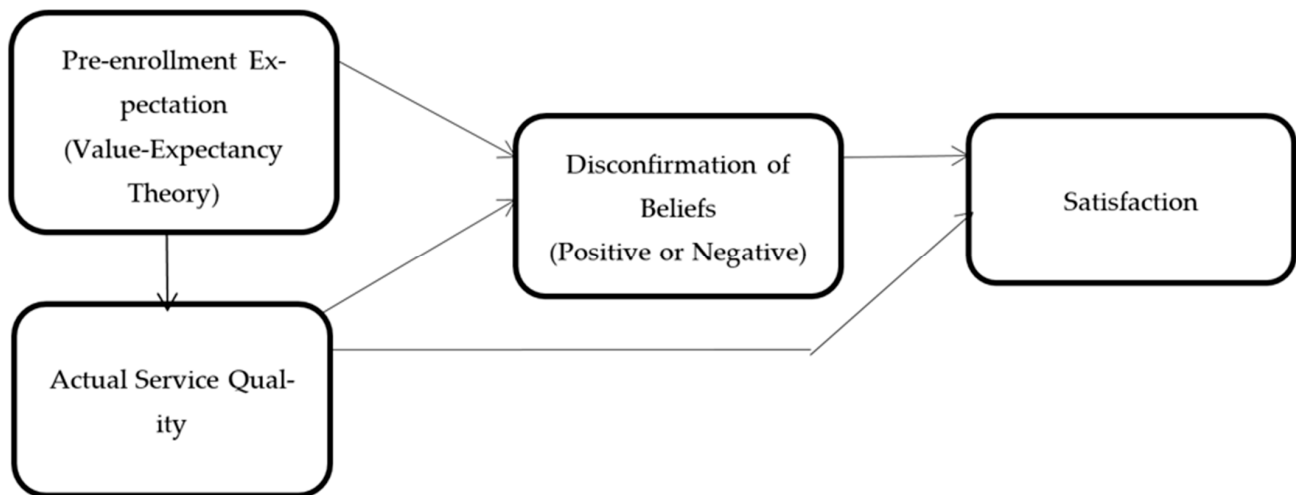 Pre-enrollment Ex-
pectation
(Value-Expectancy
Theory)
Disconfirmation of
Beliefs
(Positive or Negative)
Satisfaction
Actual Service Qual-
ity